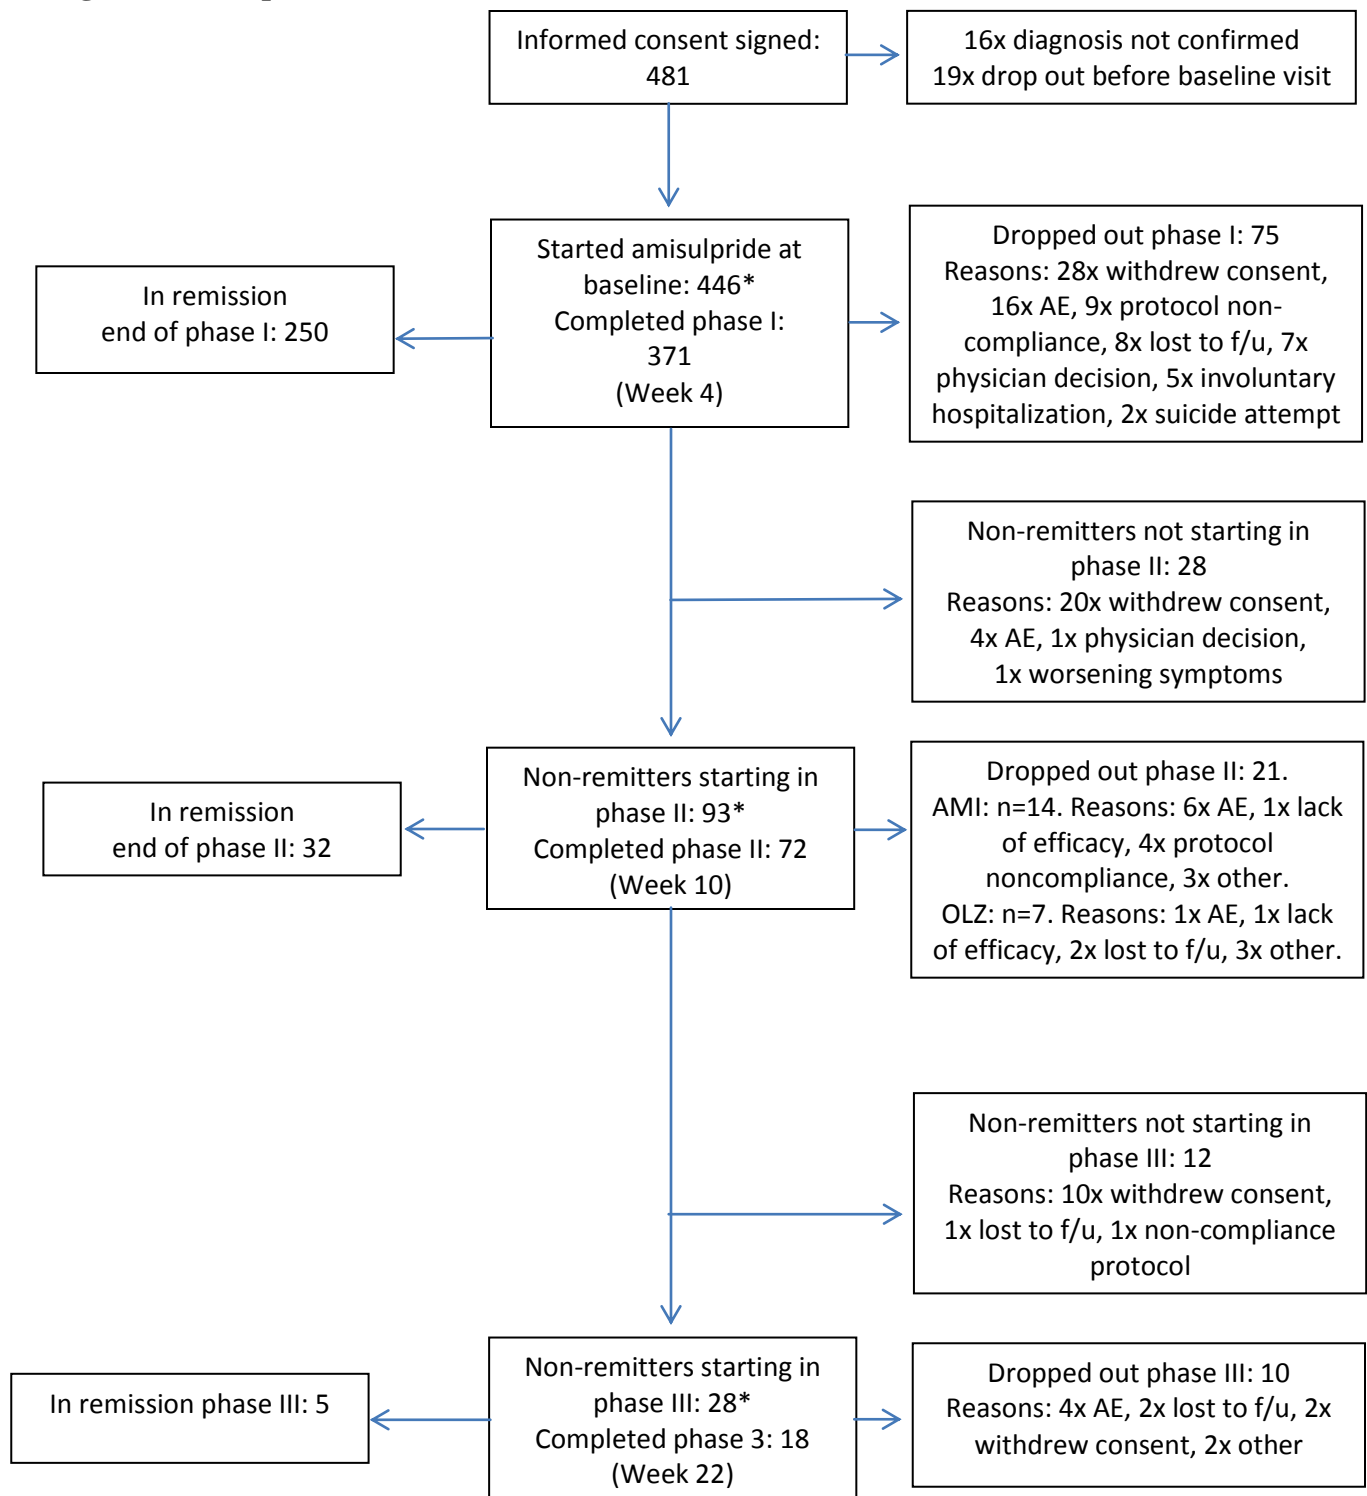 Informed consent signed:
481
16x diagnosis not confirmed
19x drop out before baseline visit
Started amisulpride at
baseline: 446*
Completed phase I:
371
(Week 4)
Dropped out phase I: 75
Reasons: 28x withdrew consent,
16x AE, 9x protocol non-
compliance, 8x lost to f/u, 7x
physician decision, 5x involuntary
hospitalization, 2x suicide attempt
In remission
end of phase I: 250
Non-remitters not starting in
phase II: 28
Reasons: 20x withdrew consent,
4x AE, 1x physician decision,
1x worsening symptoms
Non-remitters starting in
phase II: 93*
Completed phase II: 72
(Week 10)
Dropped out phase II: 21.
AMI: n=14. Reasons: 6x AE, 1x lack
of efficacy, 4x protocol
noncompliance, 3x other.
OLZ: n=7. Reasons: 1x AE, 1x lack
of efficacy, 2x lost to f/u, 3x other.
In remission
end of phase II: 32
Non-remitters not starting in
phase III: 12
Reasons: 10x withdrew consent,
1x lost to f/u, 1x non-compliance
protocol
Non-remitters starting in
phase III: 28*
Completed phase 3: 18
(Week 22)
Dropped out phase III: 10
Reasons: 4x AE, 2x lost to f/u, 2x
withdrew consent, 2x other
In remission phase III: 5